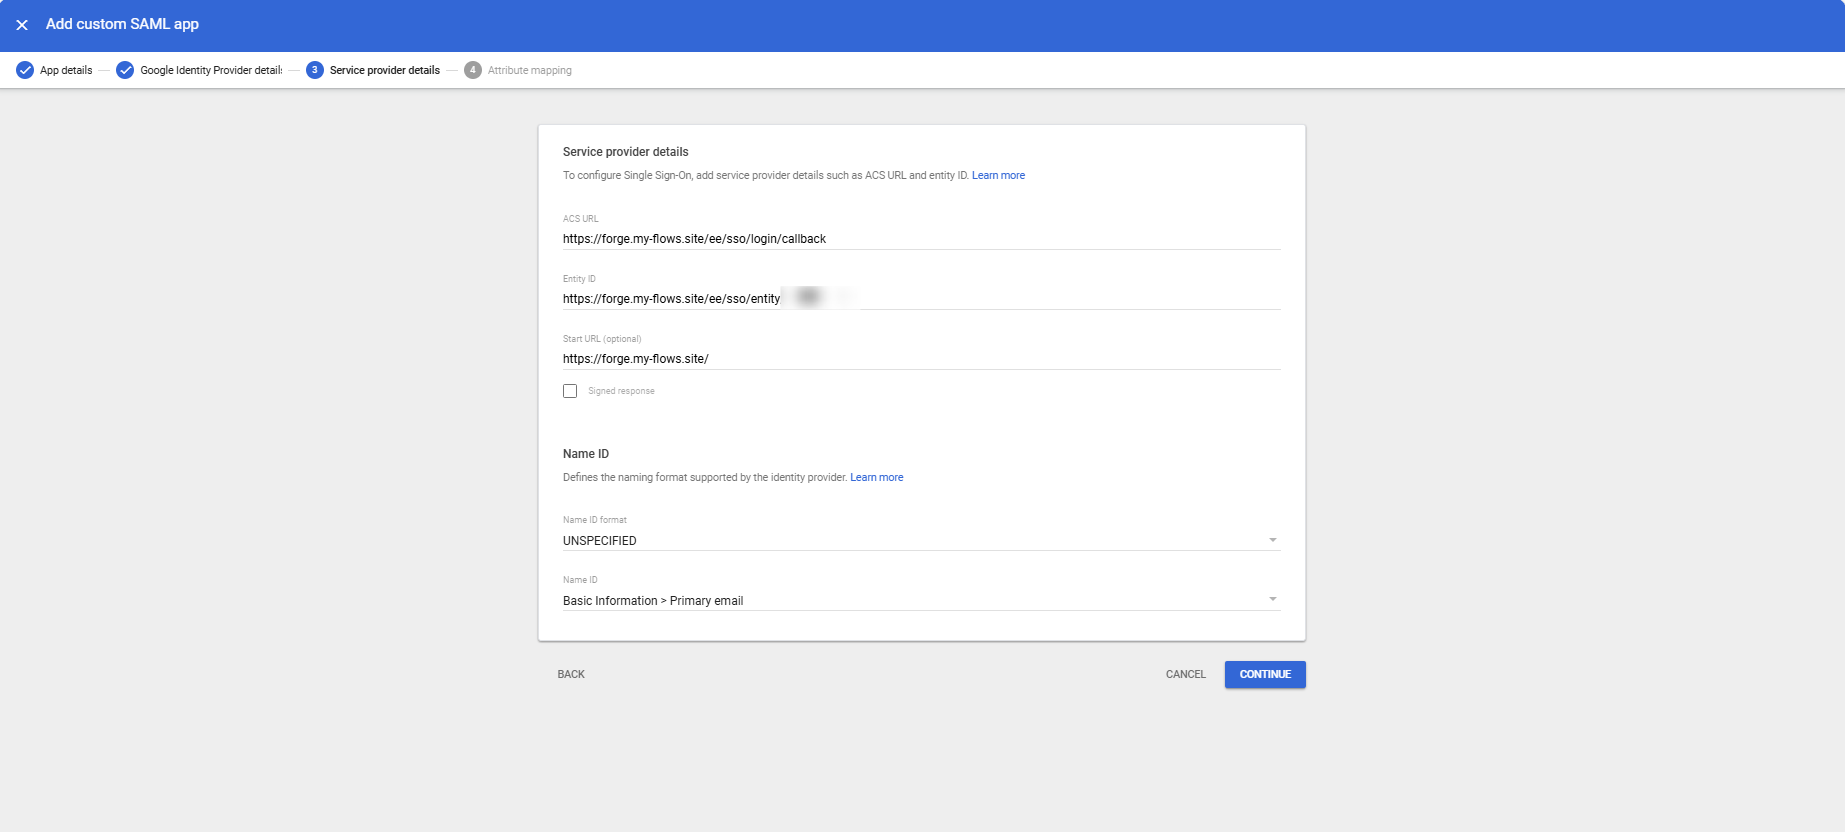 Add custom SAML app
App details
Google Identity Provider details
3 Service provider details
4 Attribute mapping
Service provider details
To configure Single Sign-On, add service provider details such as ACS URL and entity ID. Learn more
ACS URL
https://forge.my-flows.site/ee/sso/login/callback
Entity ID
https://forge.my-flows.site/ee/sso/entity
Start URL (optional)
https://forge.my-flows.site/
Signed response
Name ID
Defines the naming format supported by the identity provider. Learn more
Name ID format
UNSPECIFIED
Name ID
Basic Information > Primary email
BACK
CANCEL
CONTINUE